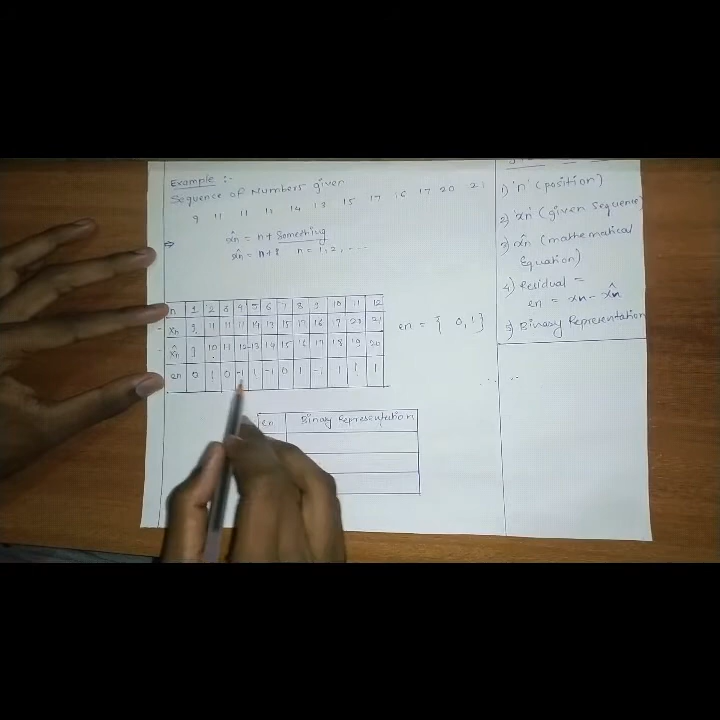 Example :-
Sequence of Numbers given
9 11 11 11 14 13 15 17 16 17 20 21
⇒ x̂n = n + Something
x̂n = n+8 n = 1, 2, ....
n 1 2 3 4 5 6 7 8 9 10 11 12
xn 9 11 11 11 14 13 15 17 16 17 20 21
x̂n 9 10 11 12 13 14 15 16 17 18 19 20
en 0 1 0 -1 1 -1 0 1 -1 1 1 1
en = { 0, 1}
en Binary Representation
1) 'n' (position)
2) 'xn' (given Sequence)
3) x̂n (mathematical
Equation)
4) Residual =
en = xn - x̂n
5) Binary Representation